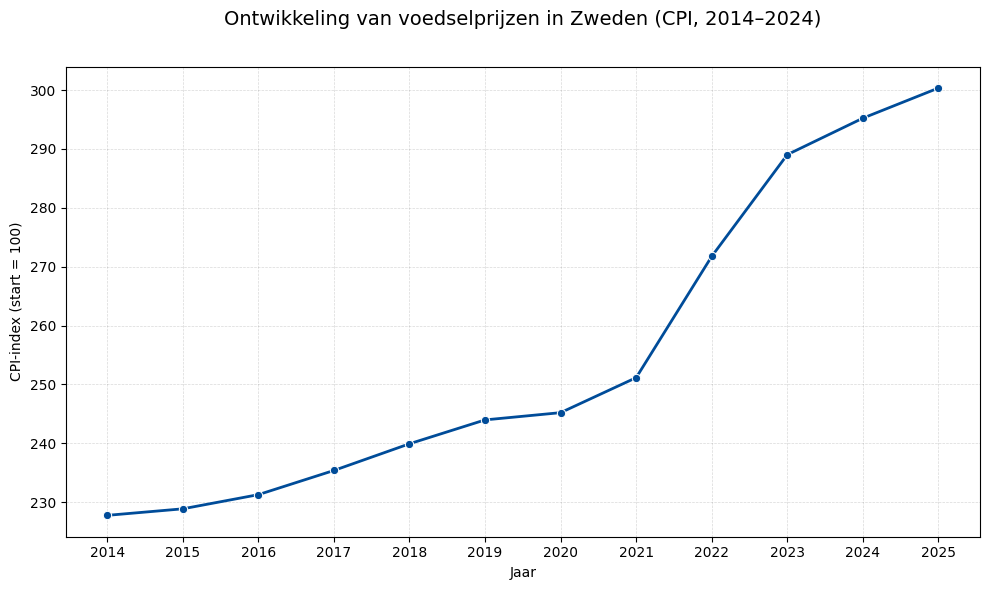 Ontwikkeling van voedselprijzen in Zweden (CPI, 2014–2024)
CPI-index (start = 100)
300
290
280
270
260
250
240
230
2014 2015 2016 2017 2018 2019 2020 2021 2022 2023 2024 2025
Jaar